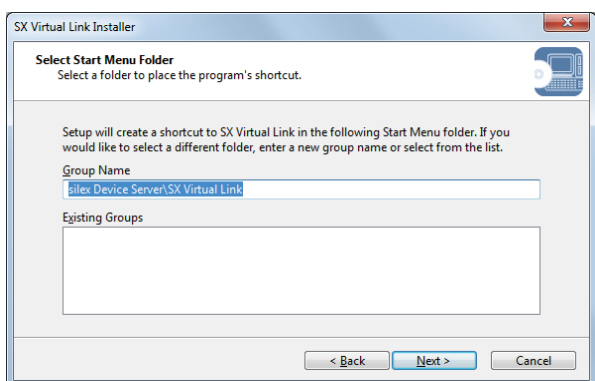 SX Virtual Link Installer
Select Start Menu Folder
Select a folder to place the program's shortcut.
Setup will create a shortcut to SX Virtual Link in the following Start Menu folder. If you
would like to select a different folder, enter a new group name or select from the list.
Group Name
silex Device Server\SX Virtual Link
Existing Groups
< Back
Next >
Cancel